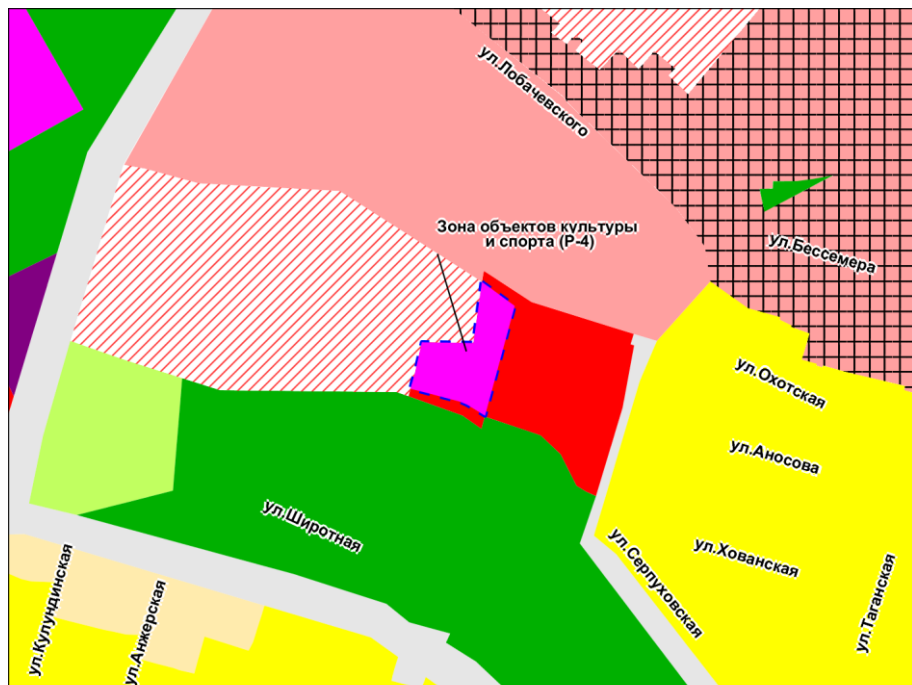 ул.Лобачевского
Зона объектов культуры
и спорта (Р-4)
ул.Бессемера
ул.Охотская
ул.Аносова
ул.Широтная
ул.Хованская
ул.Серпуховская
ул.Таганская
ул.Кулундинская
ул.Анжерская